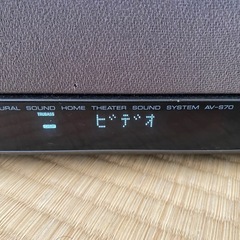 URAL SOUND HOME THEATER SOUND SYSTEM AV-S70
ビデオ